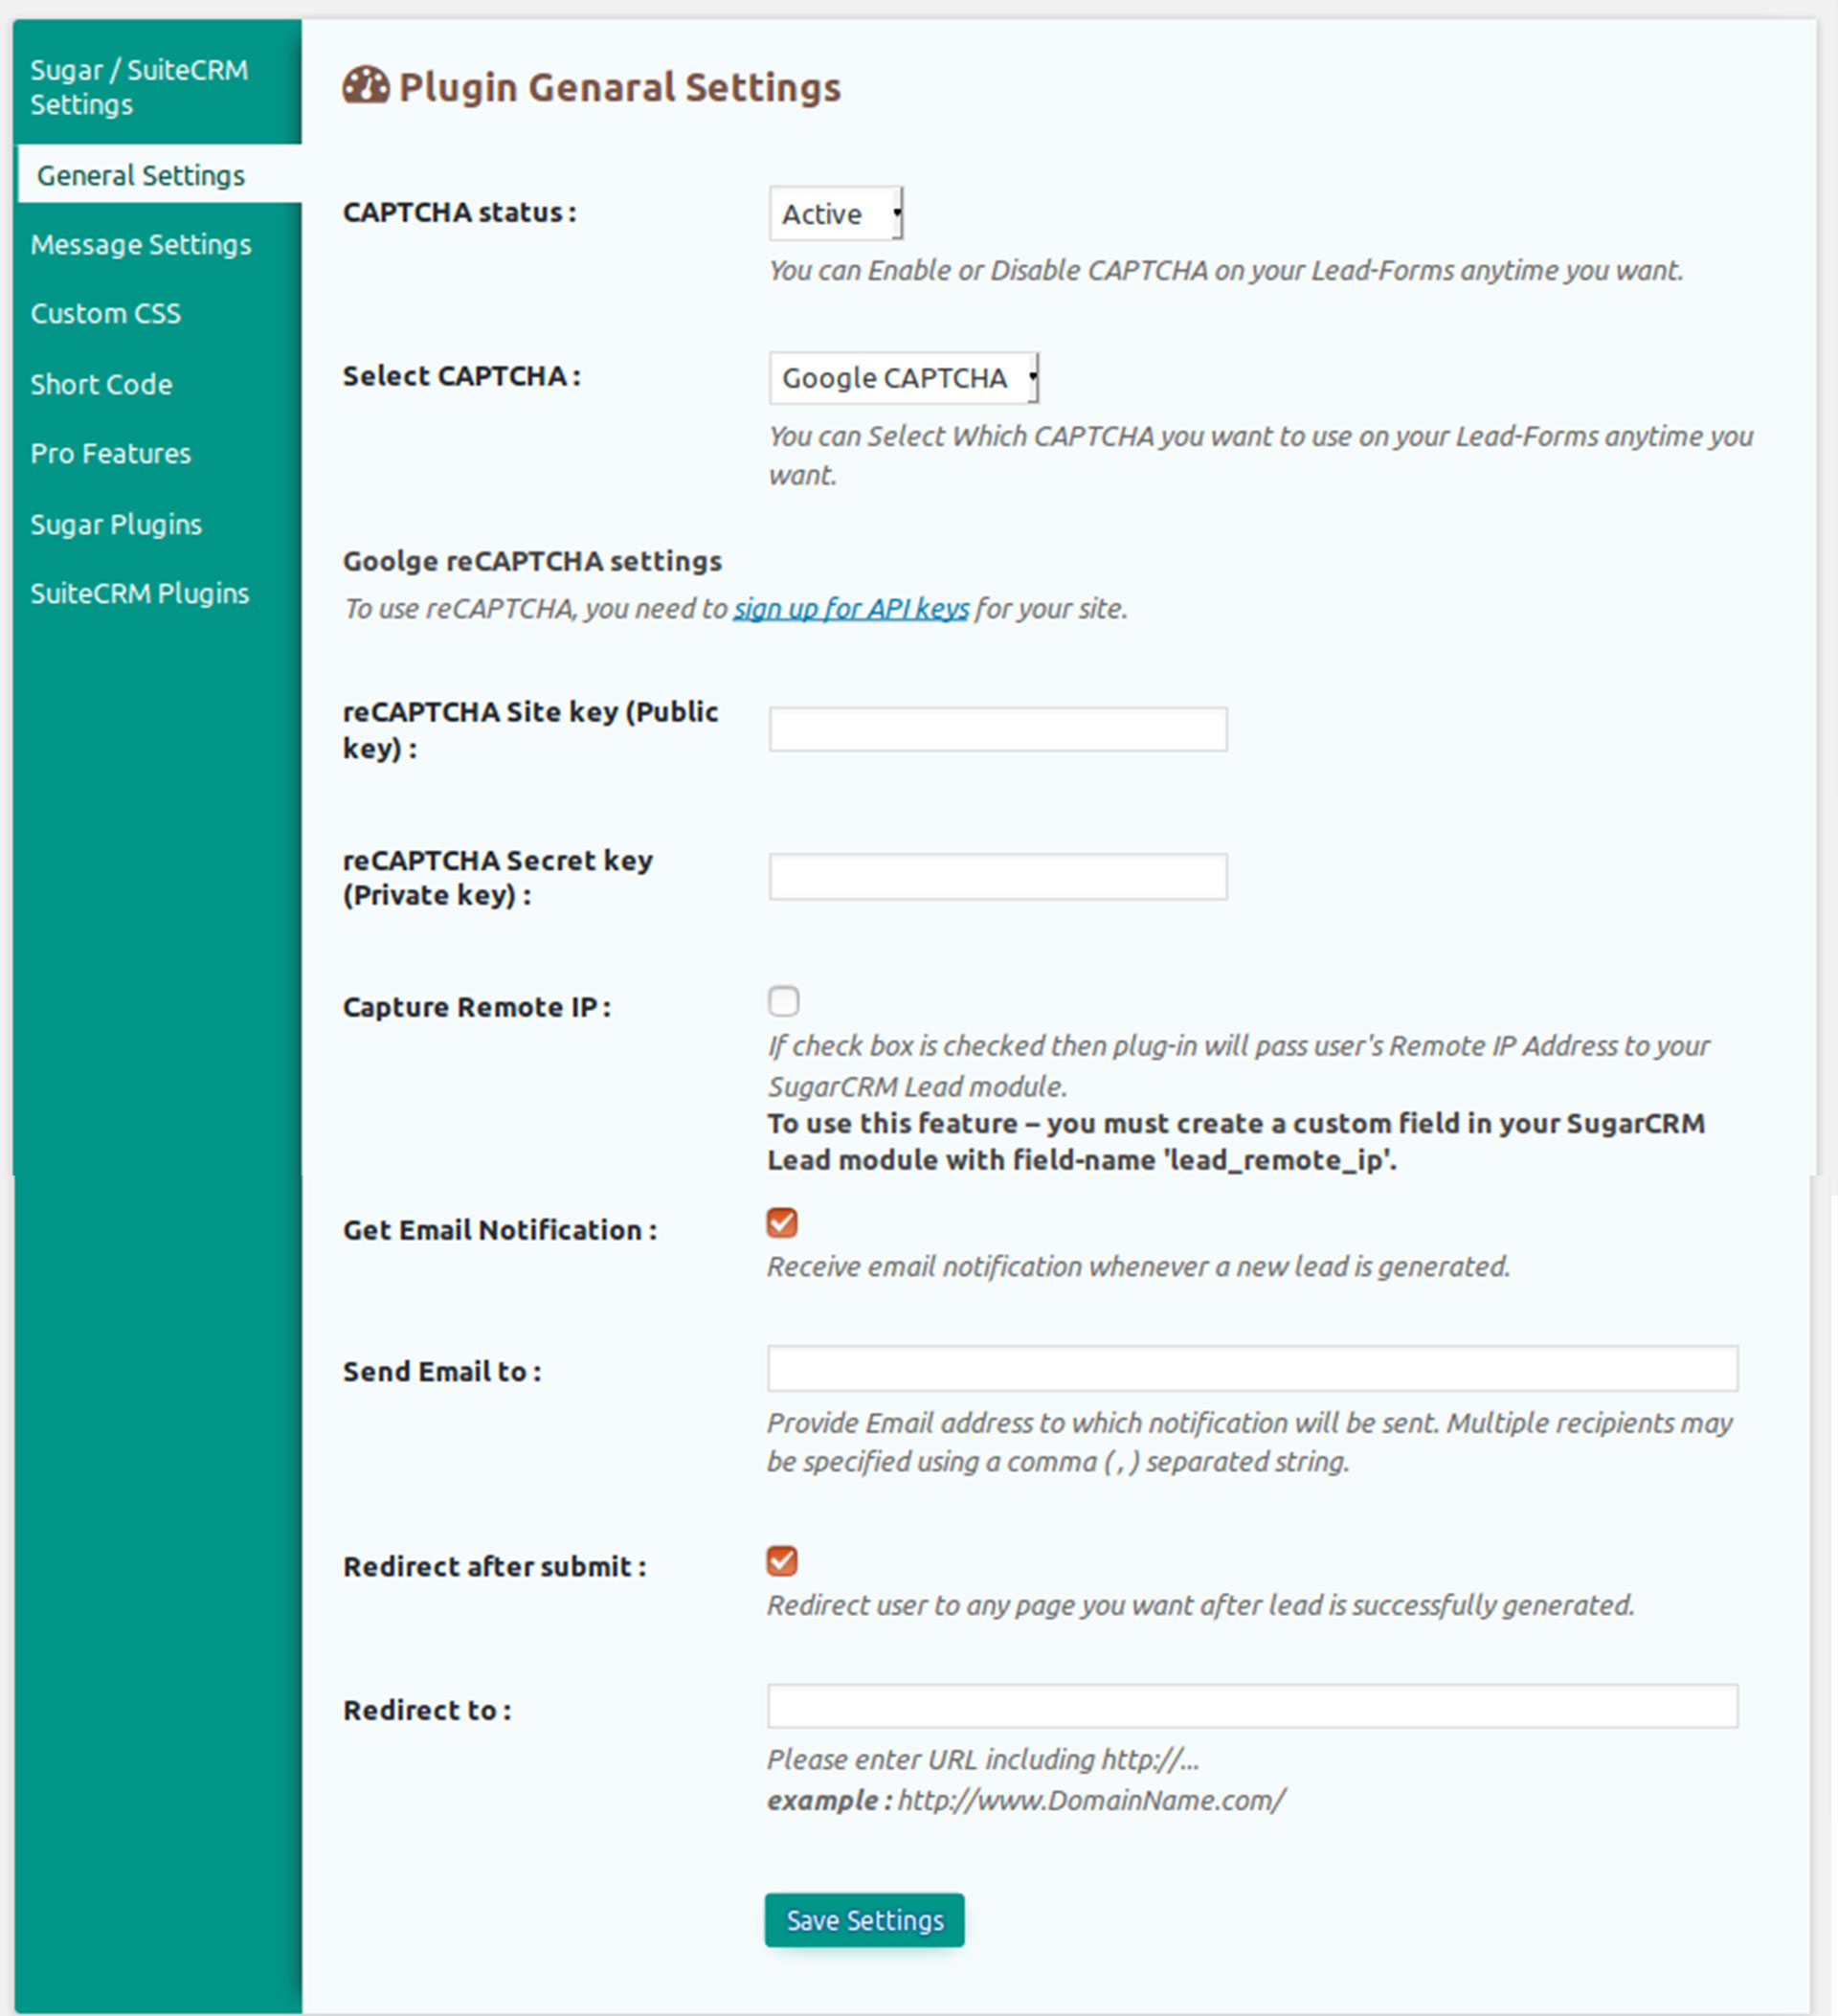 Sugar / SuiteCRM
Settings
General Settings
Message Settings
Custom CSS
Short Code
Pro Features
Sugar Plugins
SuiteCRM Plugins
Plugin Genaral Settings
CAPTCHA status :
Active
You can Enable or Disable CAPTCHA on your Lead-Forms anytime you want.
Select CAPTCHA :
Google CAPTCHA
You can Select Which CAPTCHA you want to use on your Lead-Forms anytime you
want.
Goolge reCAPTCHA settings
To use reCAPTCHA, you need to sign up for API keys for your site.
reCAPTCHA Site key (Public
key) :
reCAPTCHA Secret key
(Private key) :
Capture Remote IP :
If check box is checked then plug-in will pass user's Remote IP Address to your
SugarCRM Lead module.
To use this feature – you must create a custom field in your SugarCRM
Lead module with field-name 'lead_remote_ip'.
Get Email Notification :
Receive email notification whenever a new lead is generated.
Send Email to :
Provide Email address to which notification will be sent. Multiple recipients may
be specified using a comma ( , ) separated string.
Redirect after submit :
Redirect user to any page you want after lead is successfully generated.
Redirect to :
Please enter URL including http://...
example : http://www.DomainName.com/
Save Settings